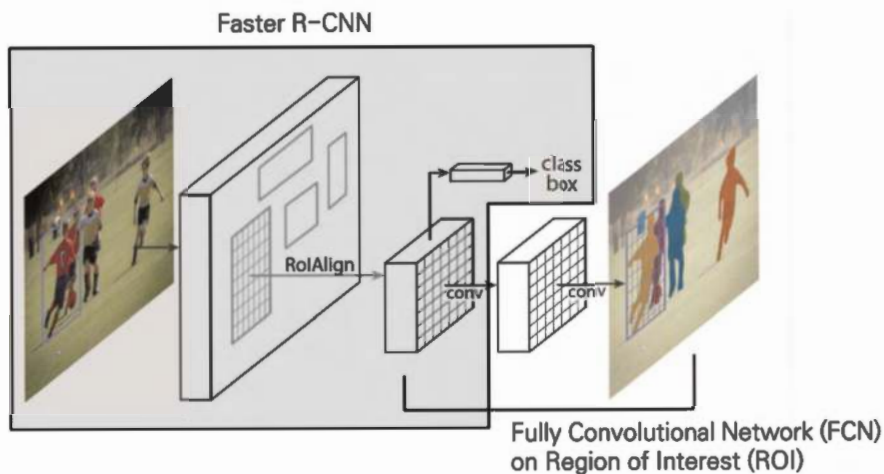 Faster R-CNN
class
box
RoIAlign
conv
conv
Fully Convolutional Network (FCN)
on Region of Interest (ROI)